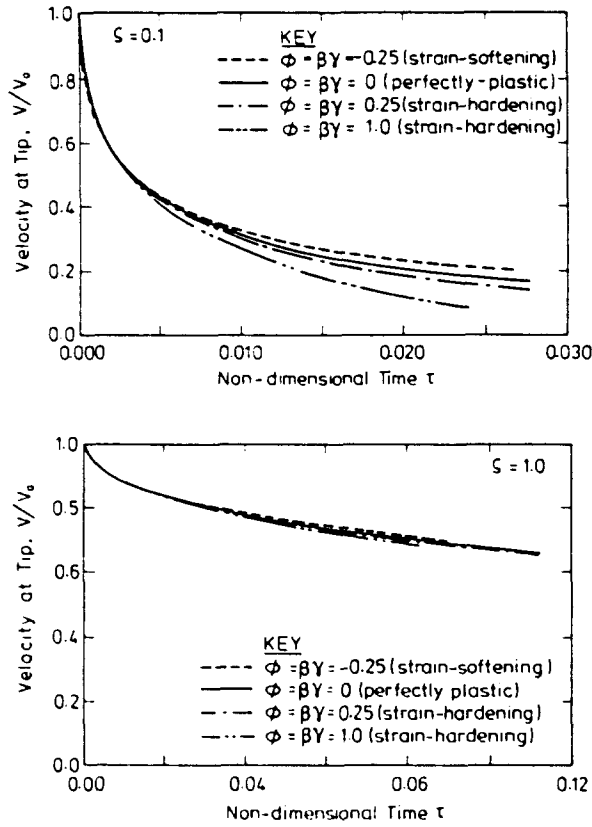 ς = 0.1
KEY
ϕ = βγ = -0.25 (strain-softening)
ϕ = βγ = 0 (perfectly-plastic)
ϕ = βγ = 0.25 (strain-hardening)
ϕ = βγ = 1.0 (strain-hardening)
Velocity at Tip, V/V₀
1.0
0.8
0.6
0.4
0.2
0.0
0.000 0.010 0.020 0.030
Non-dimensional Time τ
ς = 1.0
Velocity at Tip, V/V₀
1.0
0.5
0.6
0.4
0.2
0.0
KEY
ϕ = βγ = -0.25 (strain-softening)
ϕ = βγ = 0 (perfectly plastic)
ϕ = βγ = 0.25 (strain-hardening)
ϕ = βγ = 1.0 (strain-hardening)
0.00 0.04 0.06 0.12
Non-dimensional Time τ